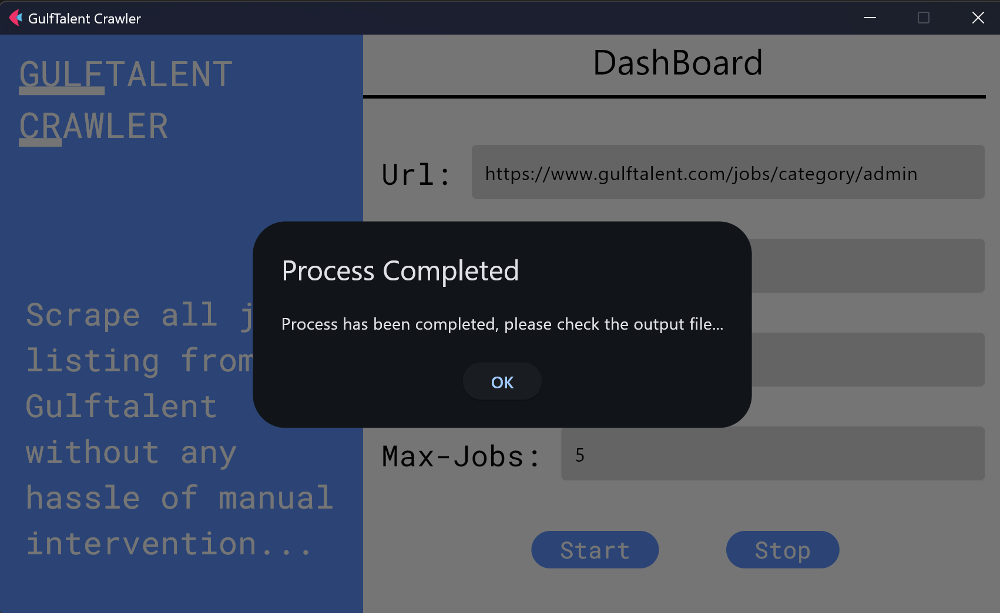 GulfTalent Crawler
GULFTALENT
CRAWLER
Scrape all j
listing from
Gulftalent
without any
hassle of manual
intervention...
DashBoard
Url:
https://www.gulftalent.com/jobs/category/admin
Process Completed
Process has been completed, please check the output file...
OK
Max-Jobs:
5
Start
Stop